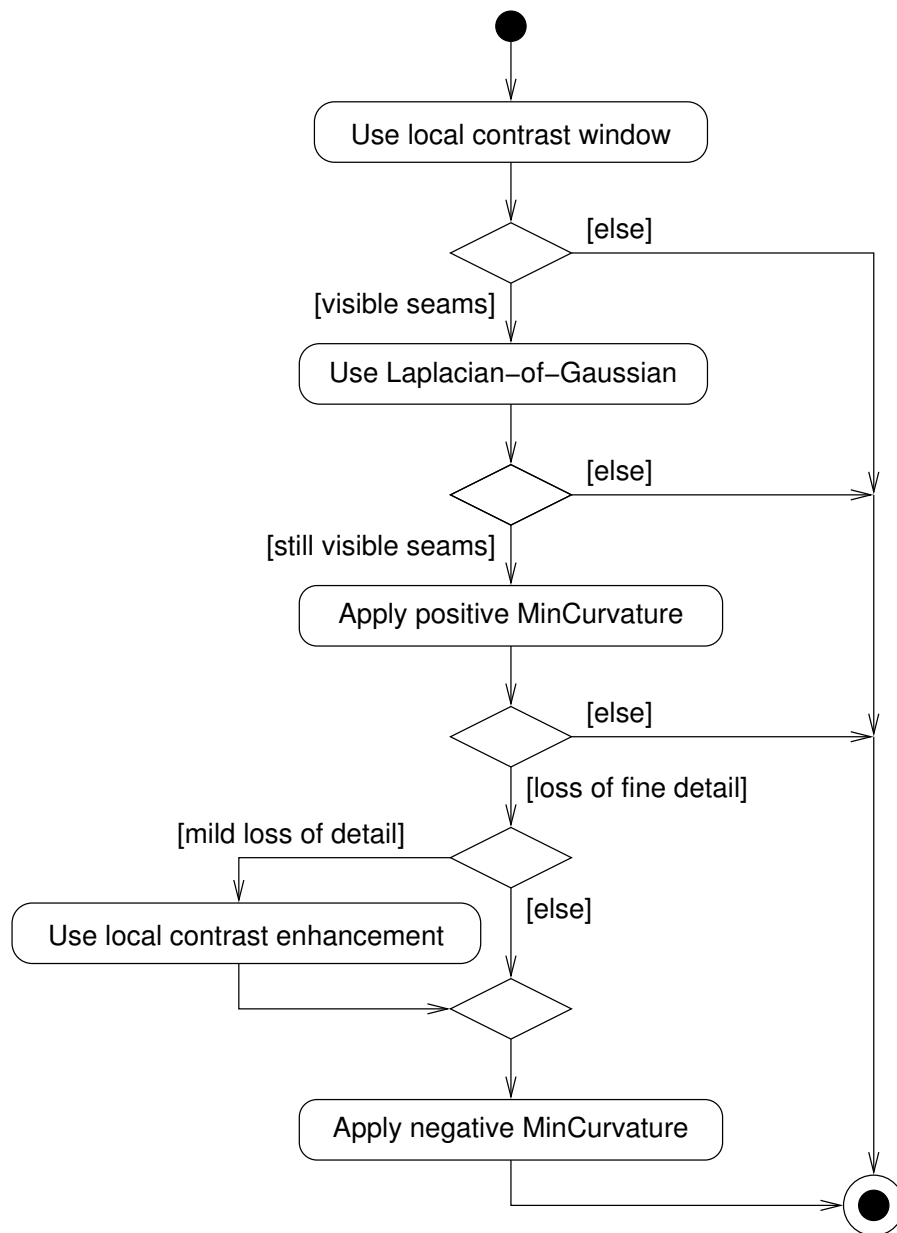 Use local contrast window
[else]
[visible seams]
Use Laplacian−of−Gaussian
[else]
[still visible seams]
Apply positive MinCurvature
[else]
[loss of fine detail]
[mild loss of detail]
[else]
Use local contrast enhancement
Apply negative MinCurvature